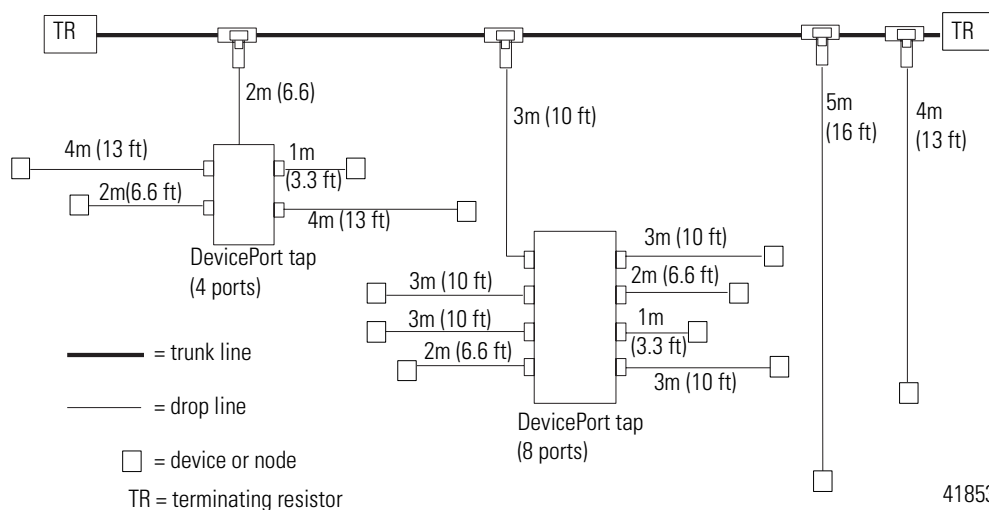 TR
TR
2m (6.6)
3m (10 ft)
5m
(16 ft)
4m
(13 ft)
4m (13 ft)
1m
(3.3 ft)
2m(6.6 ft)
4m (13 ft)
DevicePort tap
(4 ports)
3m (10 ft)
3m (10 ft)
2m (6.6 ft)
3m (10 ft)
1m
(3.3 ft)
2m (6.6 ft)
3m (10 ft)
DevicePort tap
(8 ports)
= trunk line
= drop line
= device or node
TR = terminating resistor
41853